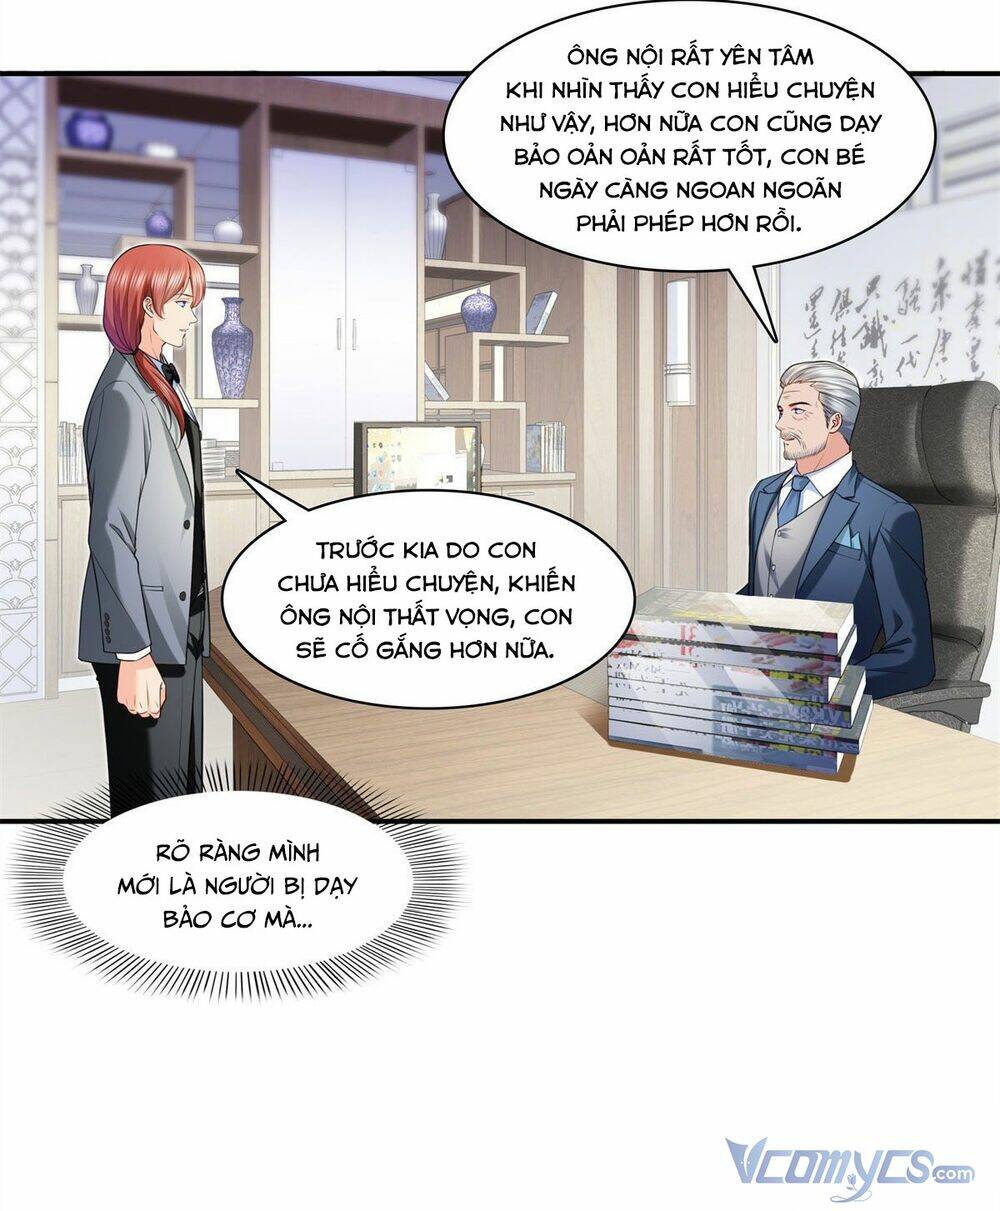 ÔNG NỘI RẤT YÊN TÂM
KHI NHÌN THẤY CON HIỂU CHUYỆN
NHƯ VẬY, HƠN NỮA CON CŨNG DẠY
BẢO OẢN OẢN RẤT TỐT, CON BÉ
NGÀY CÀNG NGOAN NGOÃN
PHẢI PHÉP HƠN RỒI.
TRƯỚC KIA DO CON
CHƯA HIỂU CHUYỆN, KHIẾN
ÔNG NỘI THẤT VỌNG, CON
SẼ CỐ GẮNG HƠN NỮA.
RÕ RÀNG MÌNH
MỚI LÀ NGƯỜI BỊ DẠY
BẢO CƠ MÀ...
VCOMYCS.com